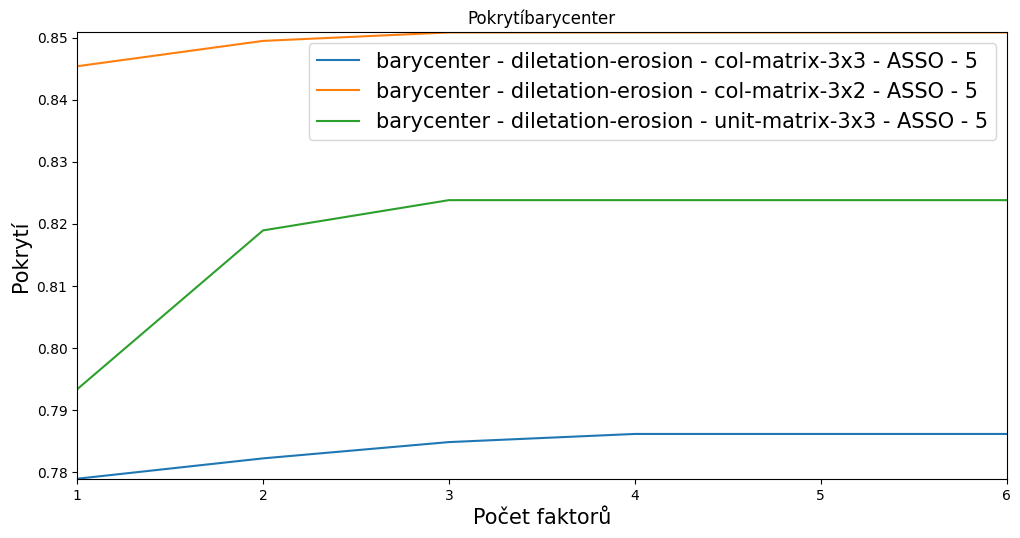 Pokrytíbarycenter
0.85
0.84
0.83
0.82
0.81
0.80
0.79
0.78
Pokrytí
barycenter - diletation-erosion - col-matrix-3x3 - ASSO - 5
barycenter - diletation-erosion - col-matrix-3x2 - ASSO - 5
barycenter - diletation-erosion - unit-matrix-3x3 - ASSO - 5
1 2 3 4 5 6
Počet faktorů